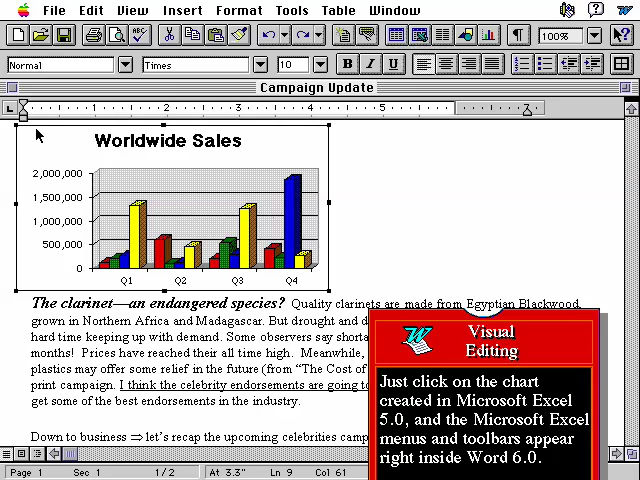 File Edit View Insert Format Tools Table Window
ABC
100%
Normal Times 10 B I U
Campaign Update
1 2 3 4 5 7
Worldwide Sales
2,000,000
1,500,000
1,000,000
500,000
0
Q1 Q2 Q3 Q4
The clarinet—an endangered species? Quality clarinets are made from Egyptian Blackwood,
grown in Northern Africa and Madagascar. But drought and d
hard time keeping up with demand. Some observers say shorta
months! Prices have reached their all time high. Meanwhile,
plastics may offer some relief in the future (from “The Cost of
print campaign. I think the celebrity endorsements are going to
get some of the best endorsements in the industry.
Down to business ⇒ let’s recap the upcoming celebrities camp
Visual
Editing
Just click on the chart
created in Microsoft Excel
5.0, and the Microsoft Excel
menus and toolbars appear
right inside Word 6.0.
Page 1 Sec 1 1/2 At 3.3" Ln 9 Col 61